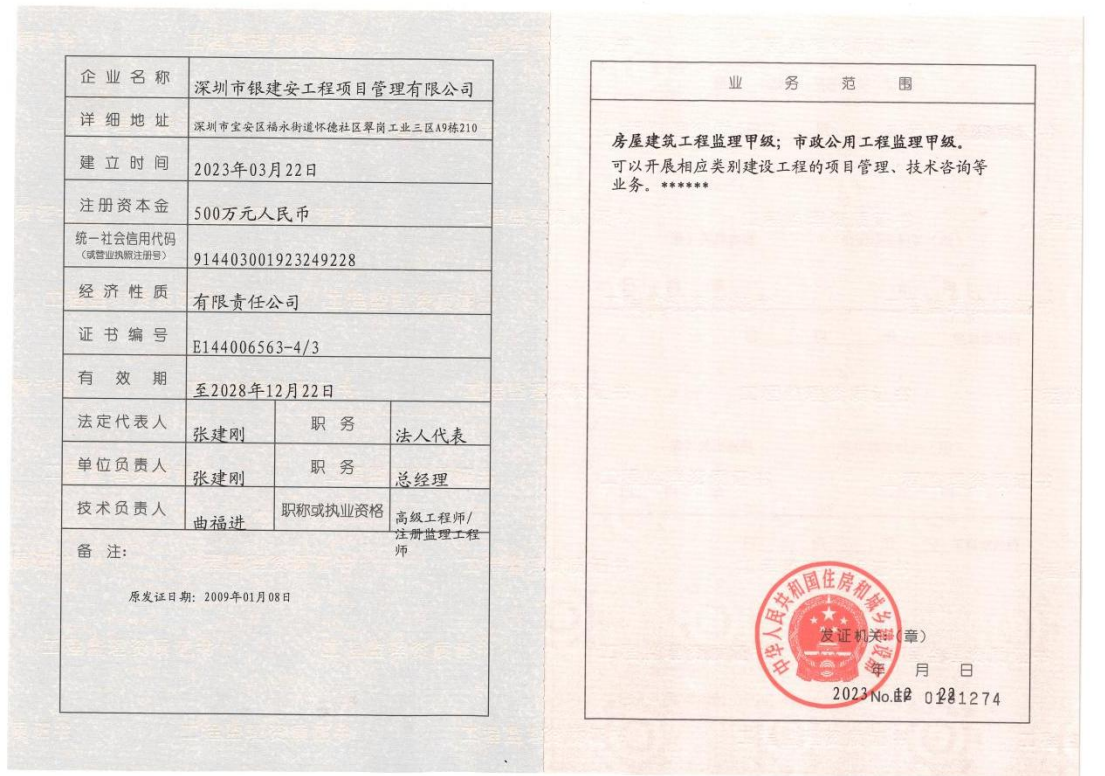 企业名称 深圳市银建安工程项目管理有限公司
详细地址 深圳市宝安区福永街道怀德社区翠岗工业三区A9栋210
建立时间 2023年03月22日
注册资本金 500万元人民币
统一社会信用代码
（或营业执照注册号） 914403001923249228
经济性质 有限责任公司
证书编号 E144006563-4/3
有效期 至2028年12月22日
法定代表人 张建刚 职务 法人代表
单位负责人 张建刚 职务 总经理
技术负责人 曲福进 职称或执业资格 高级工程师/
注册监理工程
师
备注：
原发证日期：2009年01月08日
业务范围
房屋建筑工程监理甲级；市政公用工程监理甲级。
可以开展相应类别建设工程的项目管理、技术咨询等
业务。******
中华人民共和国住房和城乡建设部
发证机关：（章）
年 月 日
2023 12 22
No.EF 0181274